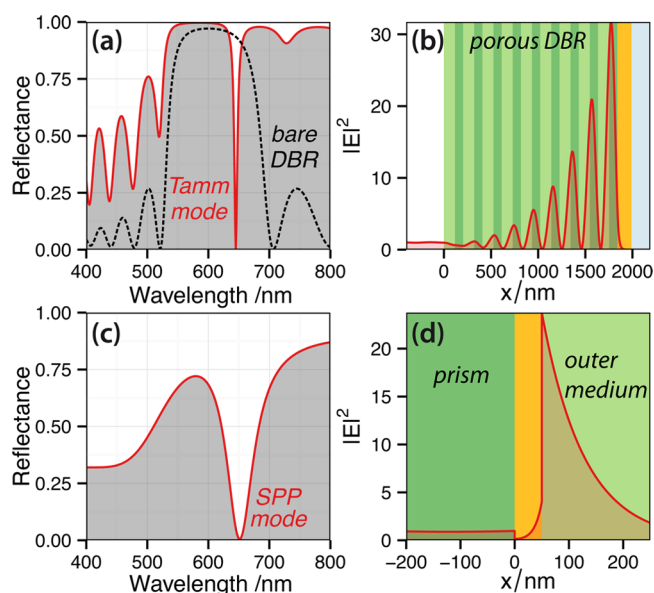 (a)
Reflectance
1.00
0.75
0.50
0.25
0.00
bare
DBR
Tamm
mode
400 500 600 700 800
Wavelength /nm
(b)
porous DBR
|E|²
30
20
10
0
0 500 1000 1500 2000
x/nm
(c)
Reflectance
1.00
0.75
0.50
0.25
0.00
SPP
mode
400 500 600 700 800
Wavelength /nm
(d)
prism
outer
medium
|E|²
20
15
10
5
0
−200 −100 0 100 200
x/nm